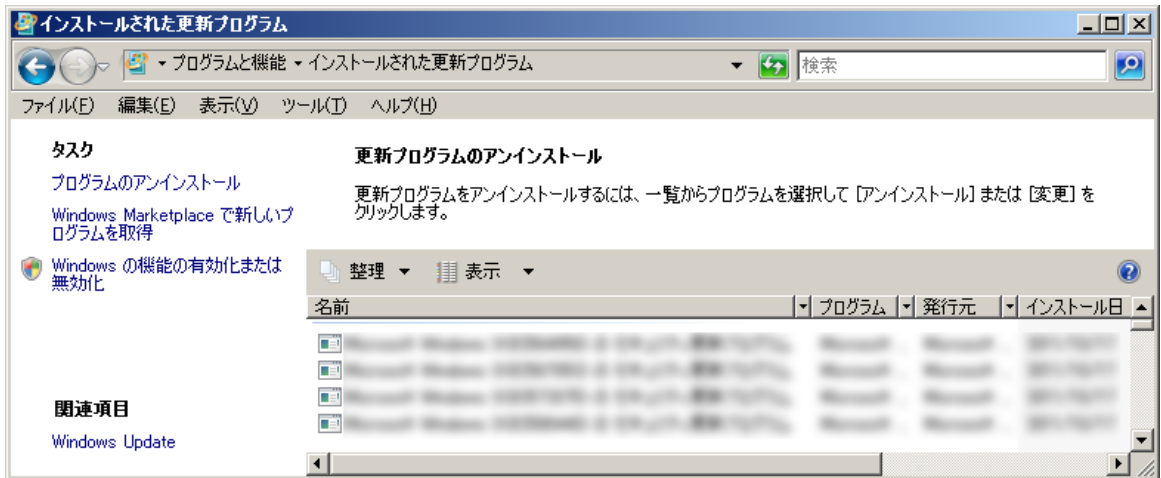 インストールされた更新プログラム
プログラムと機能 インストールされた更新プログラム 検索
ファイル(F) 編集(E) 表示(V) ツール(T) ヘルプ(H)
タスク
プログラムのアンインストール
Windows Marketplace で新しいプ
ログラムを取得
Windows の機能の有効化または
無効化
関連項目
Windows Update
更新プログラムのアンインストール
更新プログラムをアンインストールするには、一覧からプログラムを選択して [アンインストール] または [変更] を
クリックします。
整理 表示
名前 プログラム 発行元 インストール日